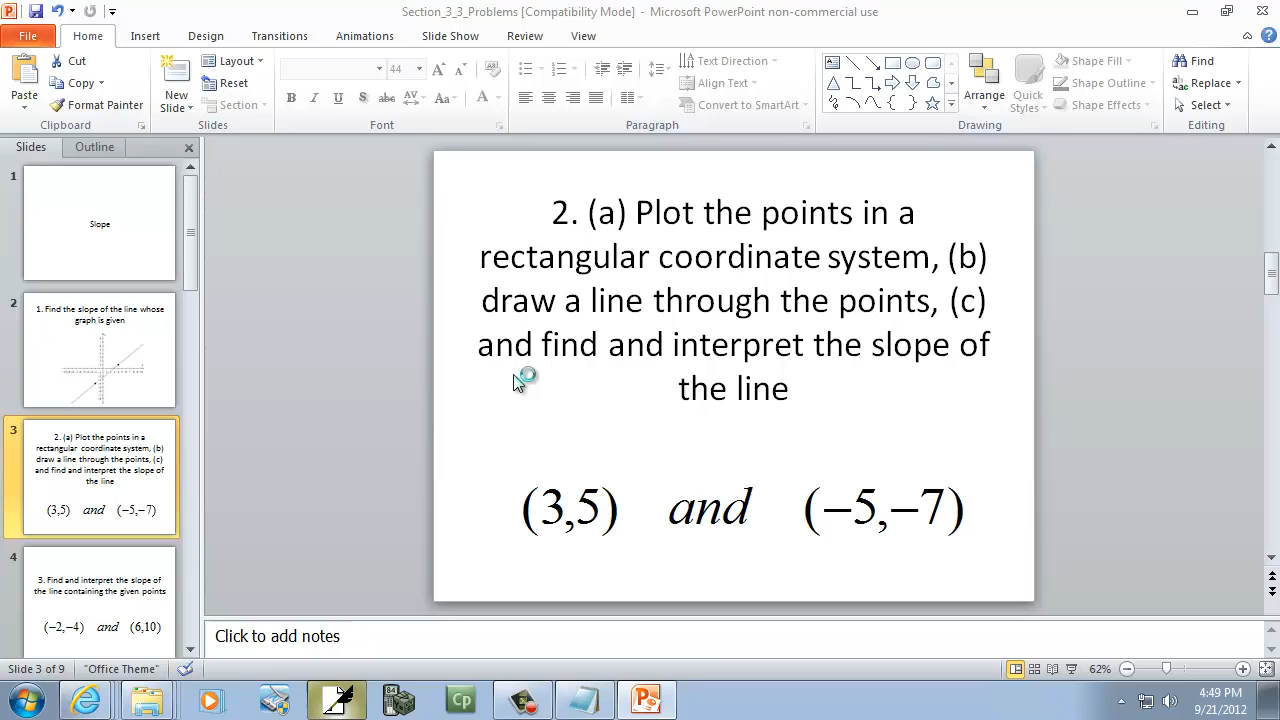 Section_3_3_Problems [Compatibility Mode] - Microsoft PowerPoint non-commercial use
File Home Insert Design Transitions Animations Slide Show Review View
Paste
Cut
Copy
Format Painter
Clipboard
New
Slide
Layout
Reset
Section
Slides
44
B I U S abc AV Aa A
Font
Text Direction
Align Text
Convert to SmartArt
Paragraph
Arrange
Quick
Styles
Shape Fill
Shape Outline
Shape Effects
Drawing
Find
Replace
Select
Editing
Slides Outline
1
Slope
2
1. Find the slope of the line whose
graph is given
3
2. (a) Plot the points in a
rectangular coordinate system, (b)
draw a line through the points, (c)
and find and interpret the slope of
the line
(3,5) and (−5,−7)
4
3. Find and interpret the slope of
the line containing the given points
(−2,−4) and (6,10)
2. (a) Plot the points in a
rectangular coordinate system, (b)
draw a line through the points, (c)
and find and interpret the slope of
the line
(3,5) and (−5,−7)
Click to add notes
Slide 3 of 9 "Office Theme" 62%
Cp
4:49 PM
9/21/2012